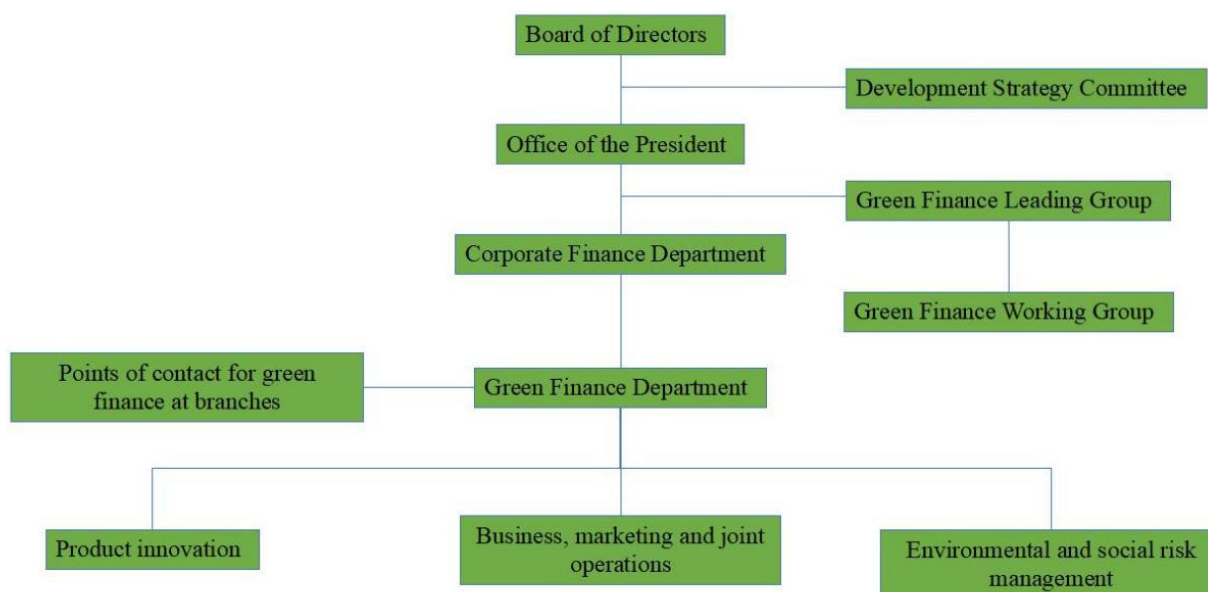 Board of Directors
Development Strategy Committee
Office of the President
Green Finance Leading Group
Corporate Finance Department
Green Finance Working Group
Points of contact for green
finance at branches
Green Finance Department
Product innovation
Business, marketing and joint
operations
Environmental and social risk
management